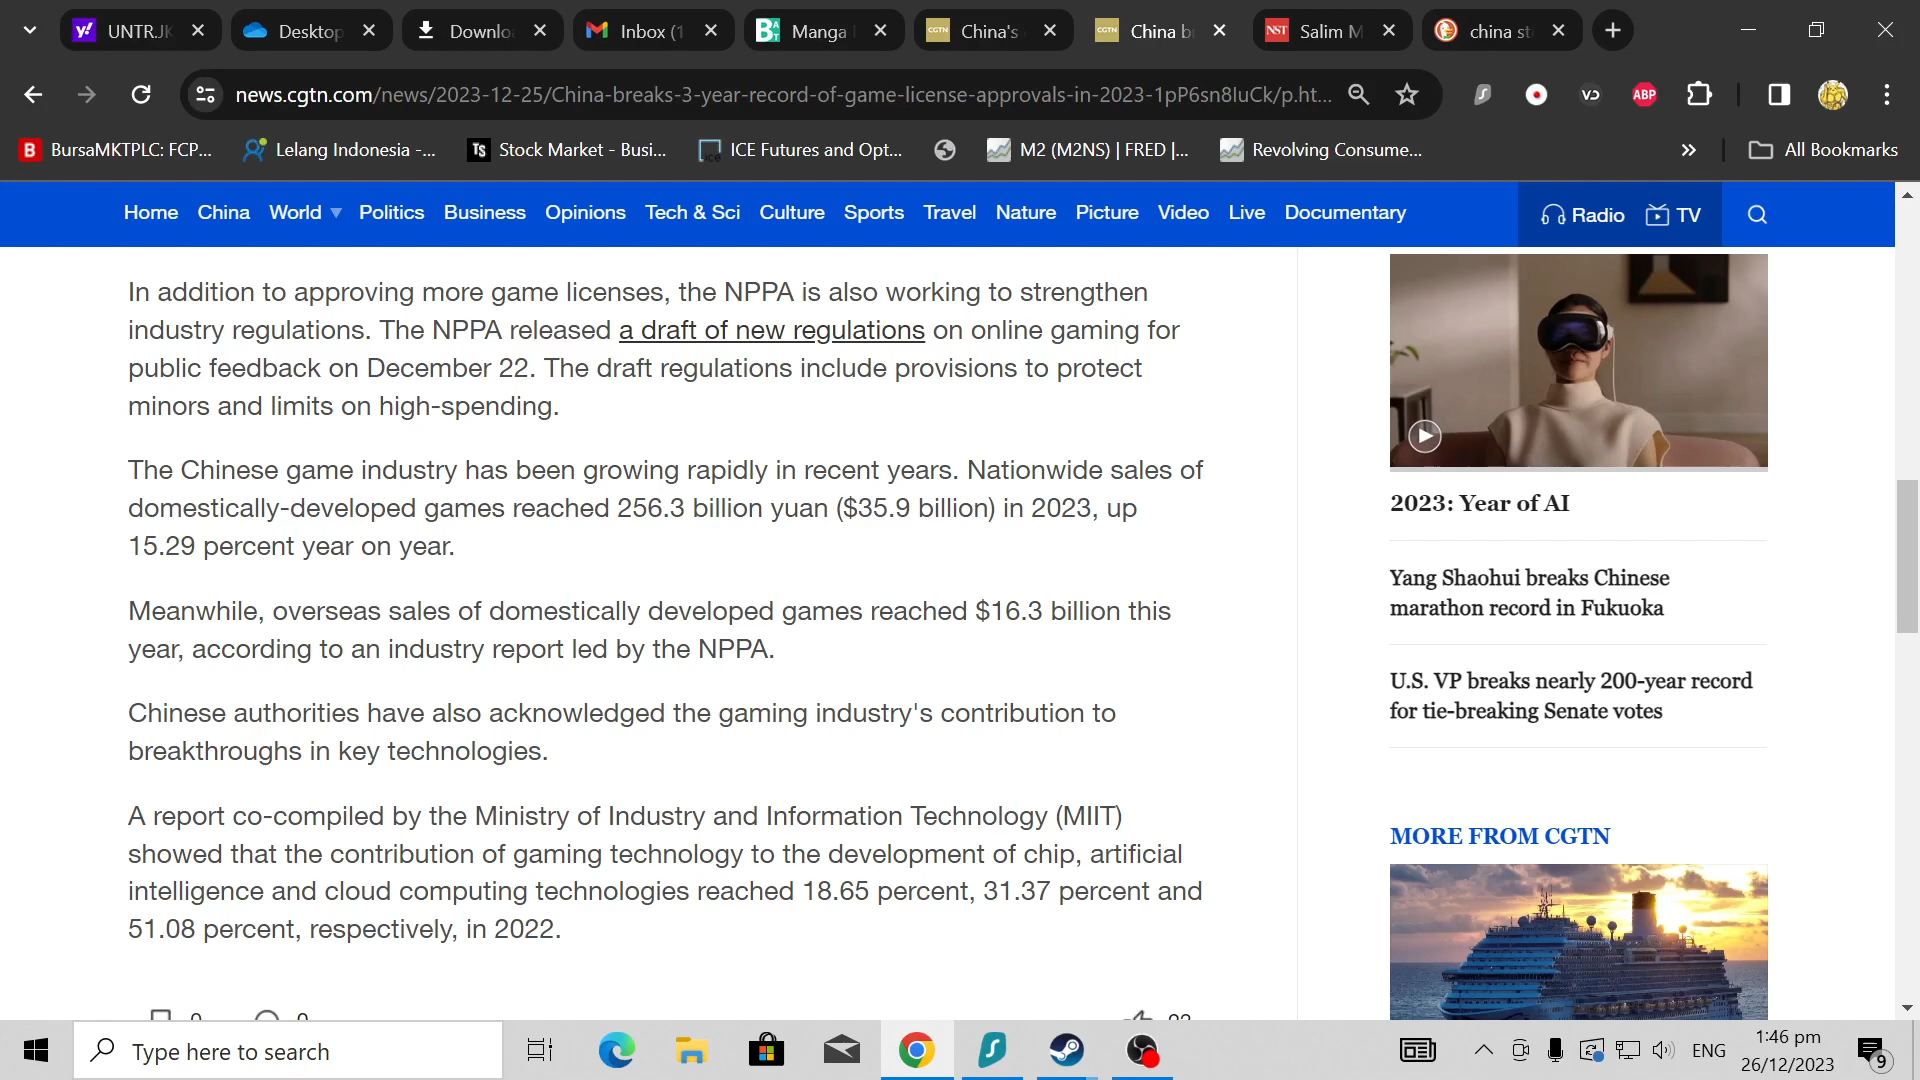 UNTR.JK
Desktop
Downlo
Inbox (1
Manga
China's
China b
NST
Salim M
china st
news.cgtn.com/news/2023-12-25/China-breaks-3-year-record-of-game-license-approvals-in-2023-1pP6sn8IuCk/p.ht...
ABP
BursaMKTPLC: FCP...
Lelang Indonesia -...
Stock Market - Busi...
ICE Futures and Opt...
M2 (M2NS) | FRED |...
Revolving Consume...
All Bookmarks
Home China World Politics Business Opinions Tech & Sci Culture Sports Travel Nature Picture Video Live Documentary Radio TV
In addition to approving more game licenses, the NPPA is also working to strengthen
industry regulations. The NPPA released a draft of new regulations on online gaming for
public feedback on December 22. The draft regulations include provisions to protect
minors and limits on high-spending.
The Chinese game industry has been growing rapidly in recent years. Nationwide sales of
domestically-developed games reached 256.3 billion yuan ($35.9 billion) in 2023, up
15.29 percent year on year.
Meanwhile, overseas sales of domestically developed games reached $16.3 billion this
year, according to an industry report led by the NPPA.
Chinese authorities have also acknowledged the gaming industry's contribution to
breakthroughs in key technologies.
A report co-compiled by the Ministry of Industry and Information Technology (MIIT)
showed that the contribution of gaming technology to the development of chip, artificial
intelligence and cloud computing technologies reached 18.65 percent, 31.37 percent and
51.08 percent, respectively, in 2022.
2023: Year of AI
Yang Shaohui breaks Chinese
marathon record in Fukuoka
U.S. VP breaks nearly 200-year record
for tie-breaking Senate votes
MORE FROM CGTN
Type here to search
ENG
1:46 pm
26/12/2023
9